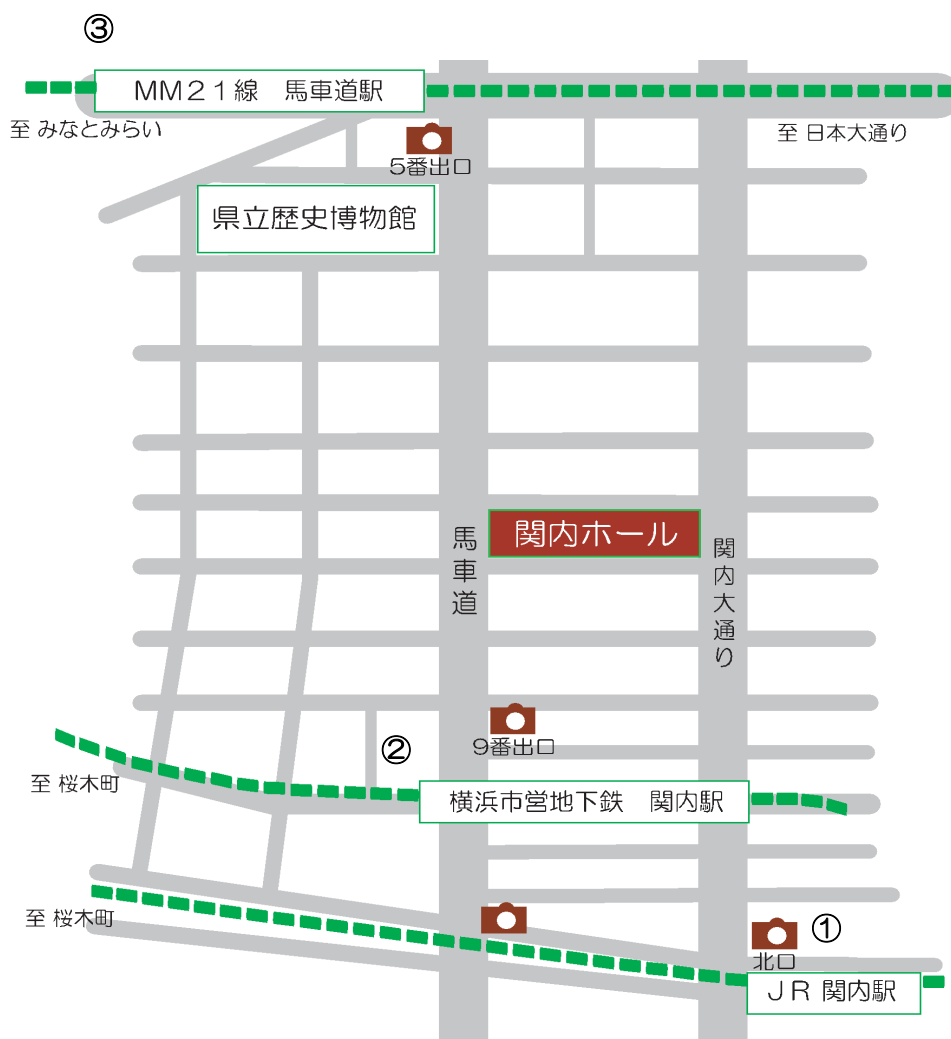 ③
MM21線　馬車道駅
至 みなとみらい
至 日本大通り
5番出口
県立歴史博物館
関内ホール
馬車道
関内大通り
9番出口
②
至 桜木町
横浜市営地下鉄　関内駅
至 桜木町
①
北口
JR 関内駅